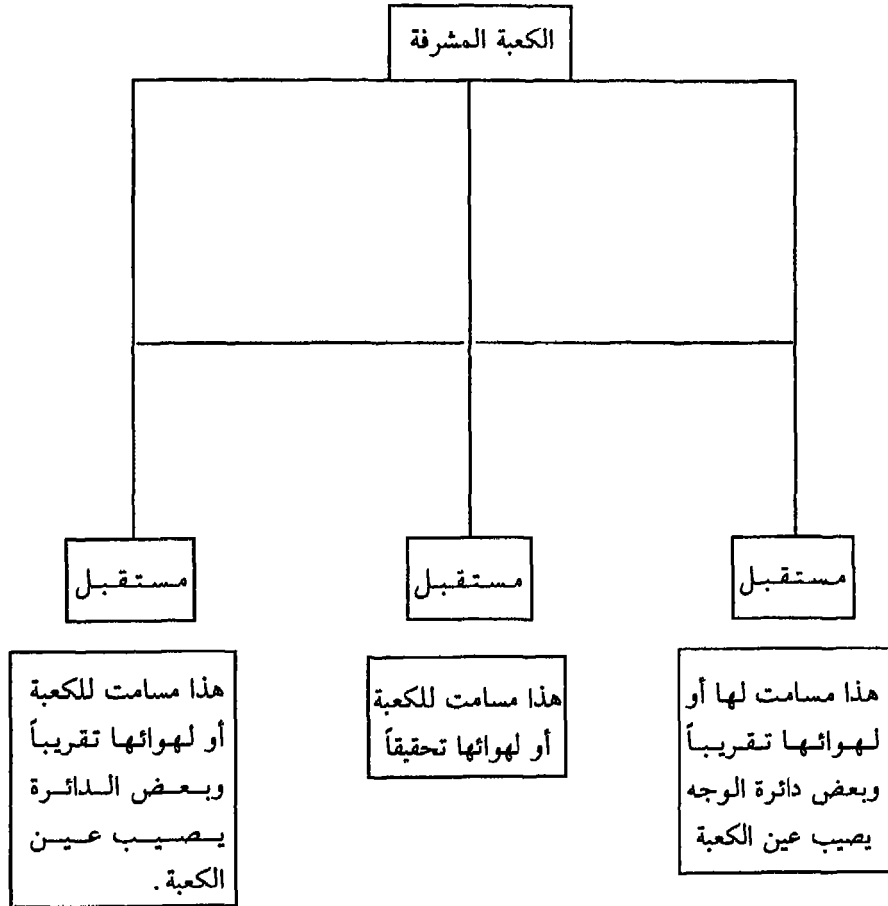 الكعبة المشرفة
مستقبل
مستقبل
مستقبل
هذا مسامت لها أو
لهوائها تقريباً
وبعض دائرة الوجه
يصيب عين الكعبة
هذا مسامت للكعبة
أو لهوائها تحقيقاً
هذا مسامت للكعبة
أو لهوائها تقريباً
وبعض الدائرة
يصيب عين
الكعبة.